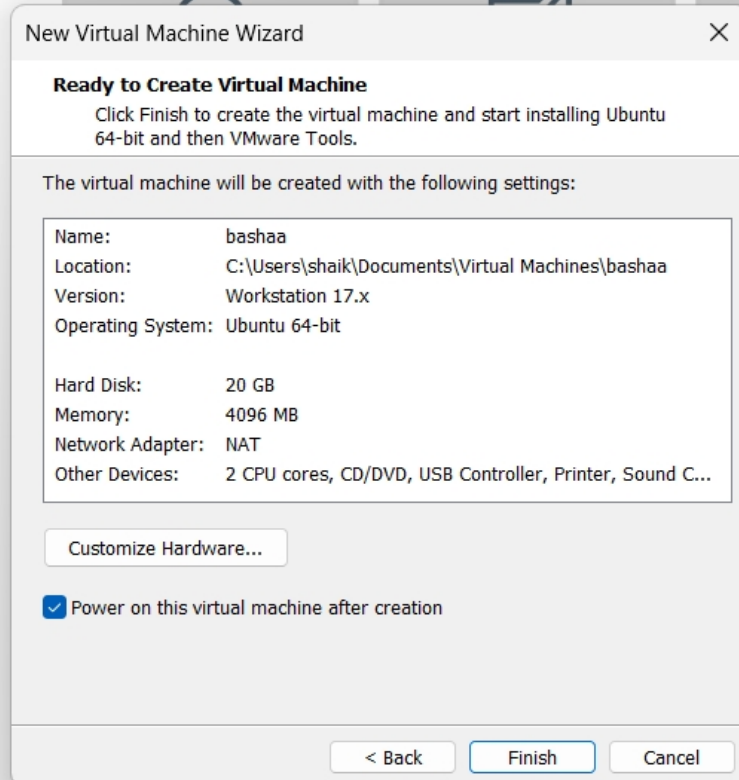 New Virtual Machine Wizard
Ready to Create Virtual Machine
Click Finish to create the virtual machine and start installing Ubuntu
64-bit and then VMware Tools.
The virtual machine will be created with the following settings:
Name: bashaa
Location: C:\Users\shaik\Documents\Virtual Machines\bashaa
Version: Workstation 17.x
Operating System: Ubuntu 64-bit
Hard Disk: 20 GB
Memory: 4096 MB
Network Adapter: NAT
Other Devices: 2 CPU cores, CD/DVD, USB Controller, Printer, Sound C...
Customize Hardware...
Power on this virtual machine after creation
< Back Finish Cancel